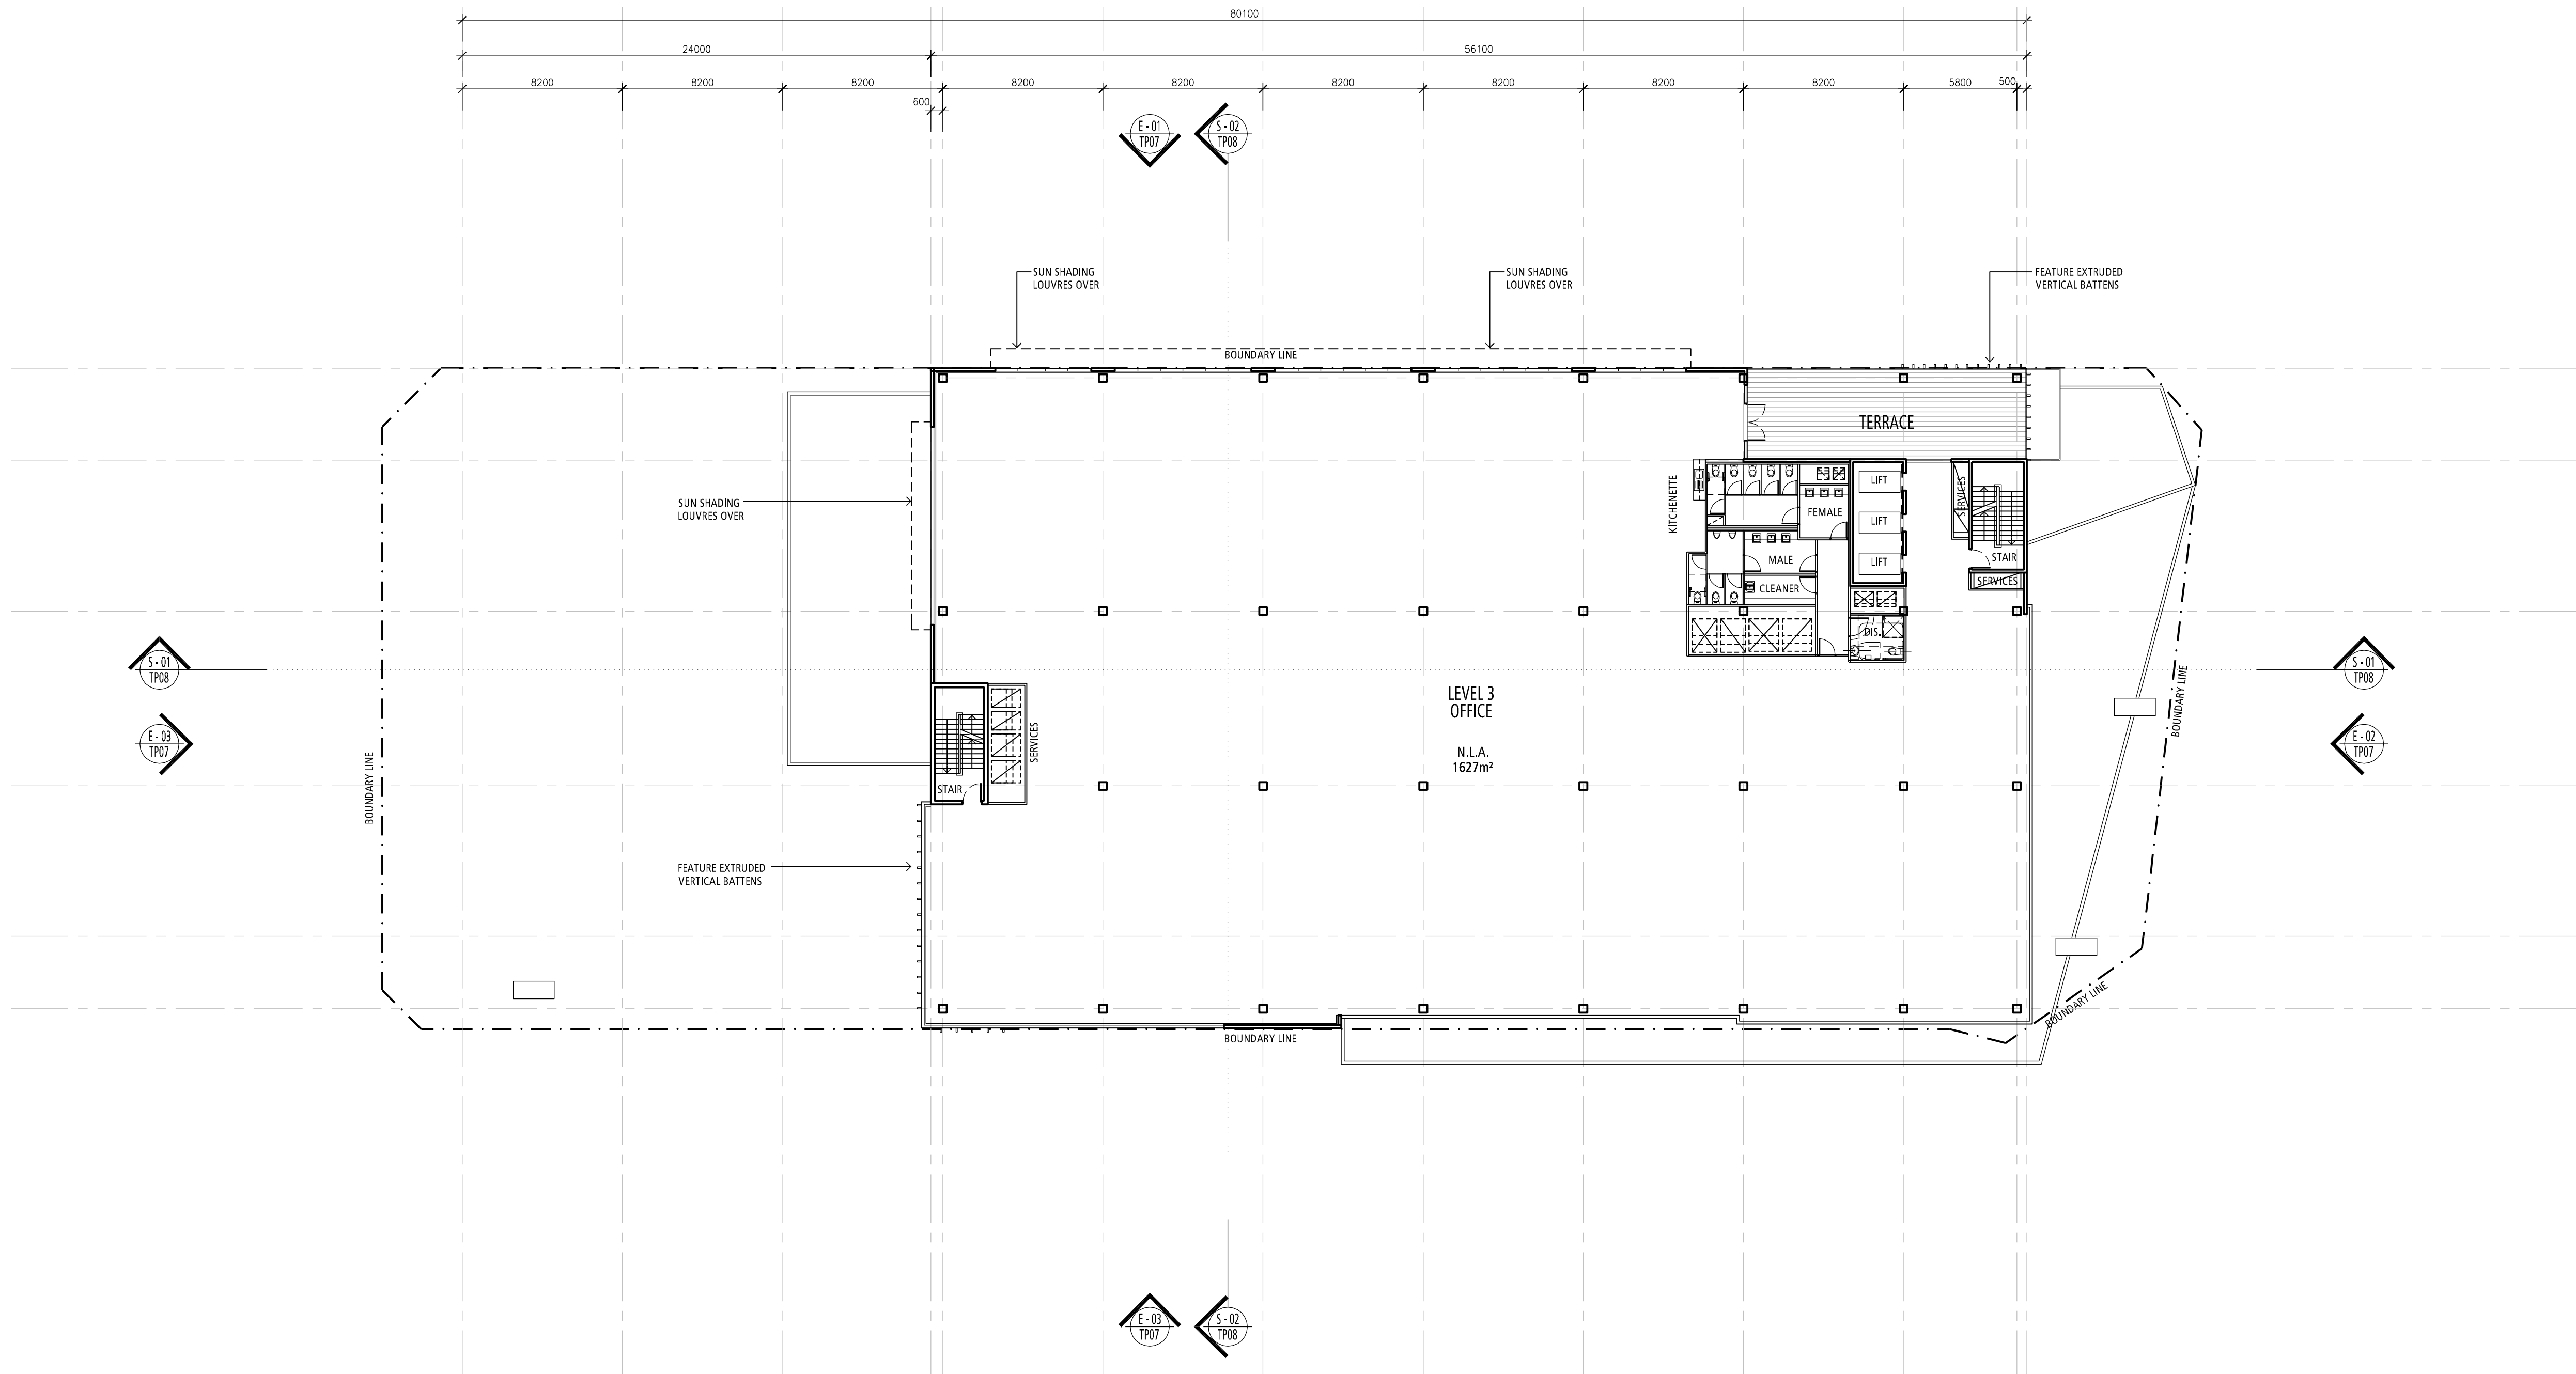 80100
24000
56100
8200
8200
8200
8200
8200
8200
8200
8200
8200
5800
500
600
E - 01
TP07
S - 02
TP08
SUN SHADING
LOUVRES OVER
SUN SHADING
LOUVRES OVER
FEATURE EXTRUDED
VERTICAL BATTENS
BOUNDARY LINE
TERRACE
SUN SHADING
LOUVRES OVER
KITCHENETTE
LIFT
LIFT
LIFT
FEMALE
MALE
CLEANER
DIS.
SERVICES
STAIR
SERVICES
S - 01
TP08
E - 03
TP07
S - 01
TP08
E - 02
TP07
BOUNDARY LINE
BOUNDARY LINE
LEVEL 3
OFFICE
N.L.A.
1627m²
SERVICES
STAIR
FEATURE EXTRUDED
VERTICAL BATTENS
BOUNDARY LINE
BOUNDARY LINE
E - 03
TP07
S - 02
TP08